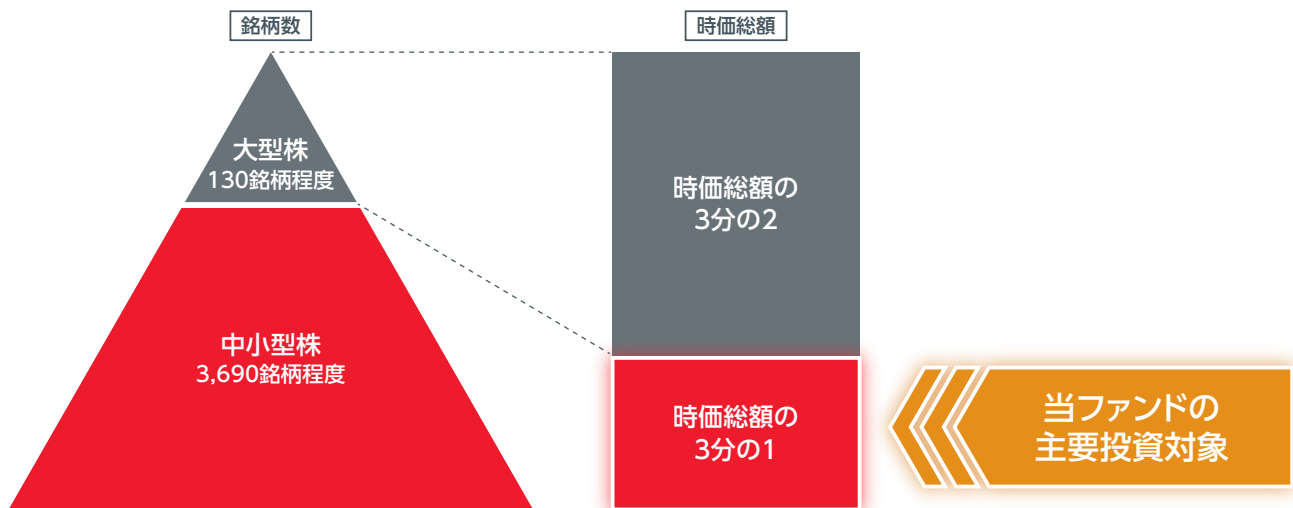 銘柄数
時価総額
大型株
130銘柄程度
時価総額の
3分の2
中小型株
3,690銘柄程度
時価総額の
3分の1
当ファンドの
主要投資対象